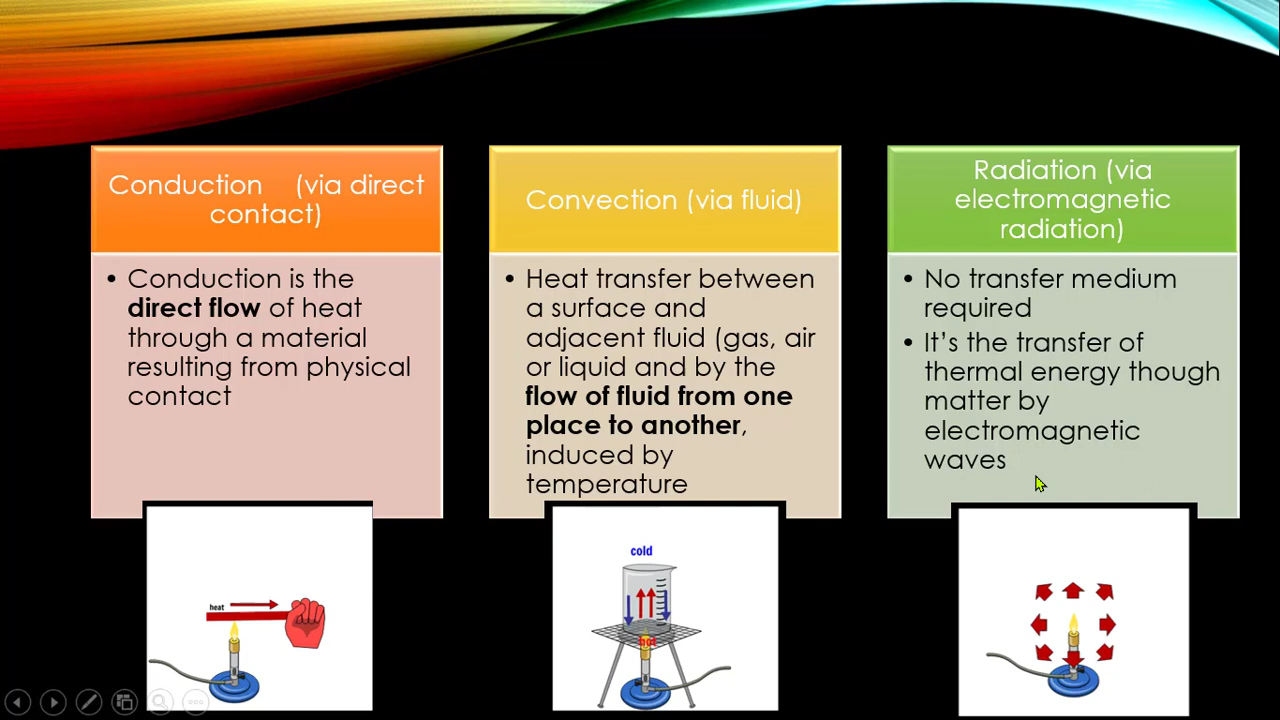 Conduction (via direct
contact)
• Conduction is the
direct flow of heat
through a material
resulting from physical
contact
heat
Convection (via fluid)
• Heat transfer between
a surface and
adjacent fluid (gas, air
or liquid and by the
flow of fluid from one
place to another,
induced by
temperature
cold
hot
Radiation (via
electromagnetic
radiation)
• No transfer medium
required
• It’s the transfer of
thermal energy though
matter by
electromagnetic
waves